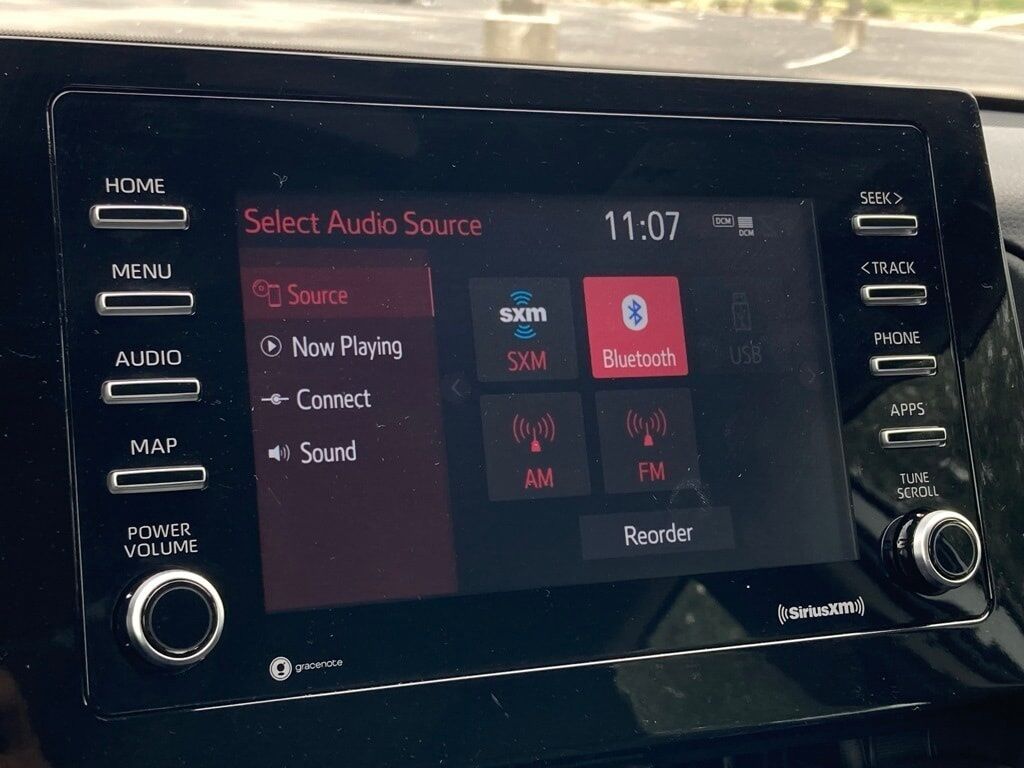 HOME
MENU
AUDIO
MAP
POWER
VOLUME
Select Audio Source
11:07
DCM
DCM
Source
Now Playing
Connect
Sound
sxm
SXM
Bluetooth
USB
AM
FM
Reorder
SEEK >
< TRACK
PHONE
APPS
TUNE
SCROLL
gracenote
SiriusXM